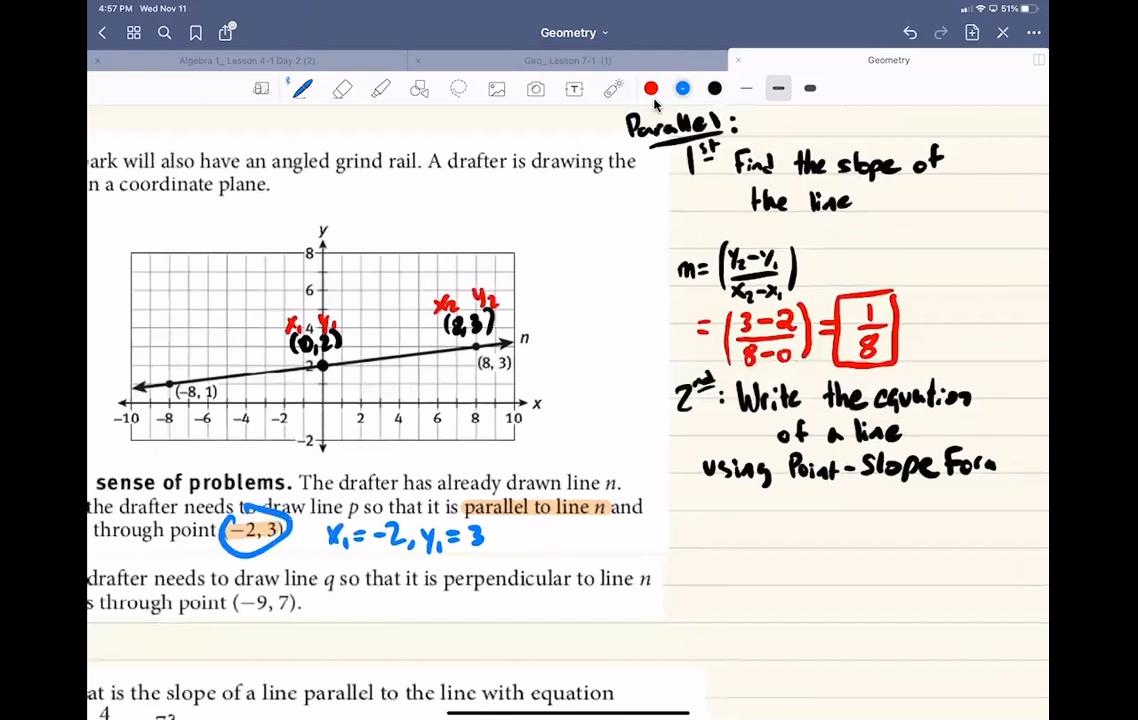 4:57 PM Wed Nov 11
51%
Geometry
Algebra 1_ Lesson 4-1 Day 2 (2)
Geo_ Lesson 7-1 (1)
Geometry
ark will also have an angled grind rail. A drafter is drawing the
n a coordinate plane.
y
8
6
4
2
-2
x₁ y₁
(0,2)
x₂ y₂
(8,3)
n
(8, 3)
(−8, 1)
x
-10 -8 -6 -4 -2 2 4 6 8 10
sense of problems. The drafter has already drawn line n.
the drafter needs to draw line p so that it is parallel to line n and
through point (−2, 3)
x₁=-2, y₁=3
drafter needs to draw line q so that it is perpendicular to line n
s through point (−9, 7).
at is the slope of a line parallel to the line with equation
4
Parallel:
1st Find the slope of
the line
m=(y₂-y₁/x₂-x₁)
=(3-2/8-0)=1/8
2nd: Write the equation
of a line
using Point-Slope Form